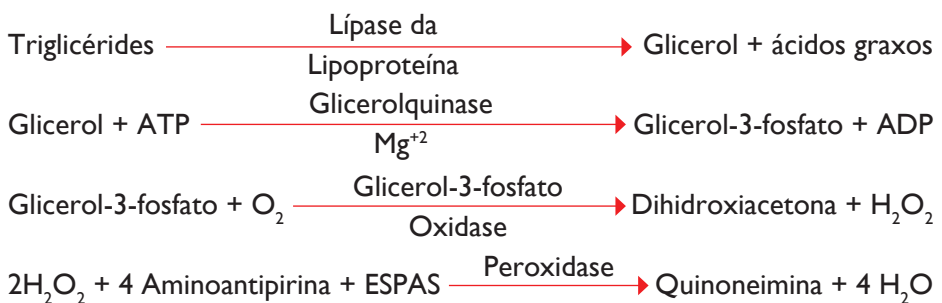 Lípase da
Triglicérides Glicerol + ácidos graxos
Lipoproteína
Glicerolquinase
Glicerol + ATP Glicerol-3-fosfato + ADP
Mg⁺²
Glicerol-3-fosfato
Glicerol-3-fosfato + O₂ Dihidroxiacetona + H₂O₂
Oxidase
Peroxidase
2H₂O₂ + 4 Aminoantipirina + ESPAS Quinoneimina + 4 H₂O